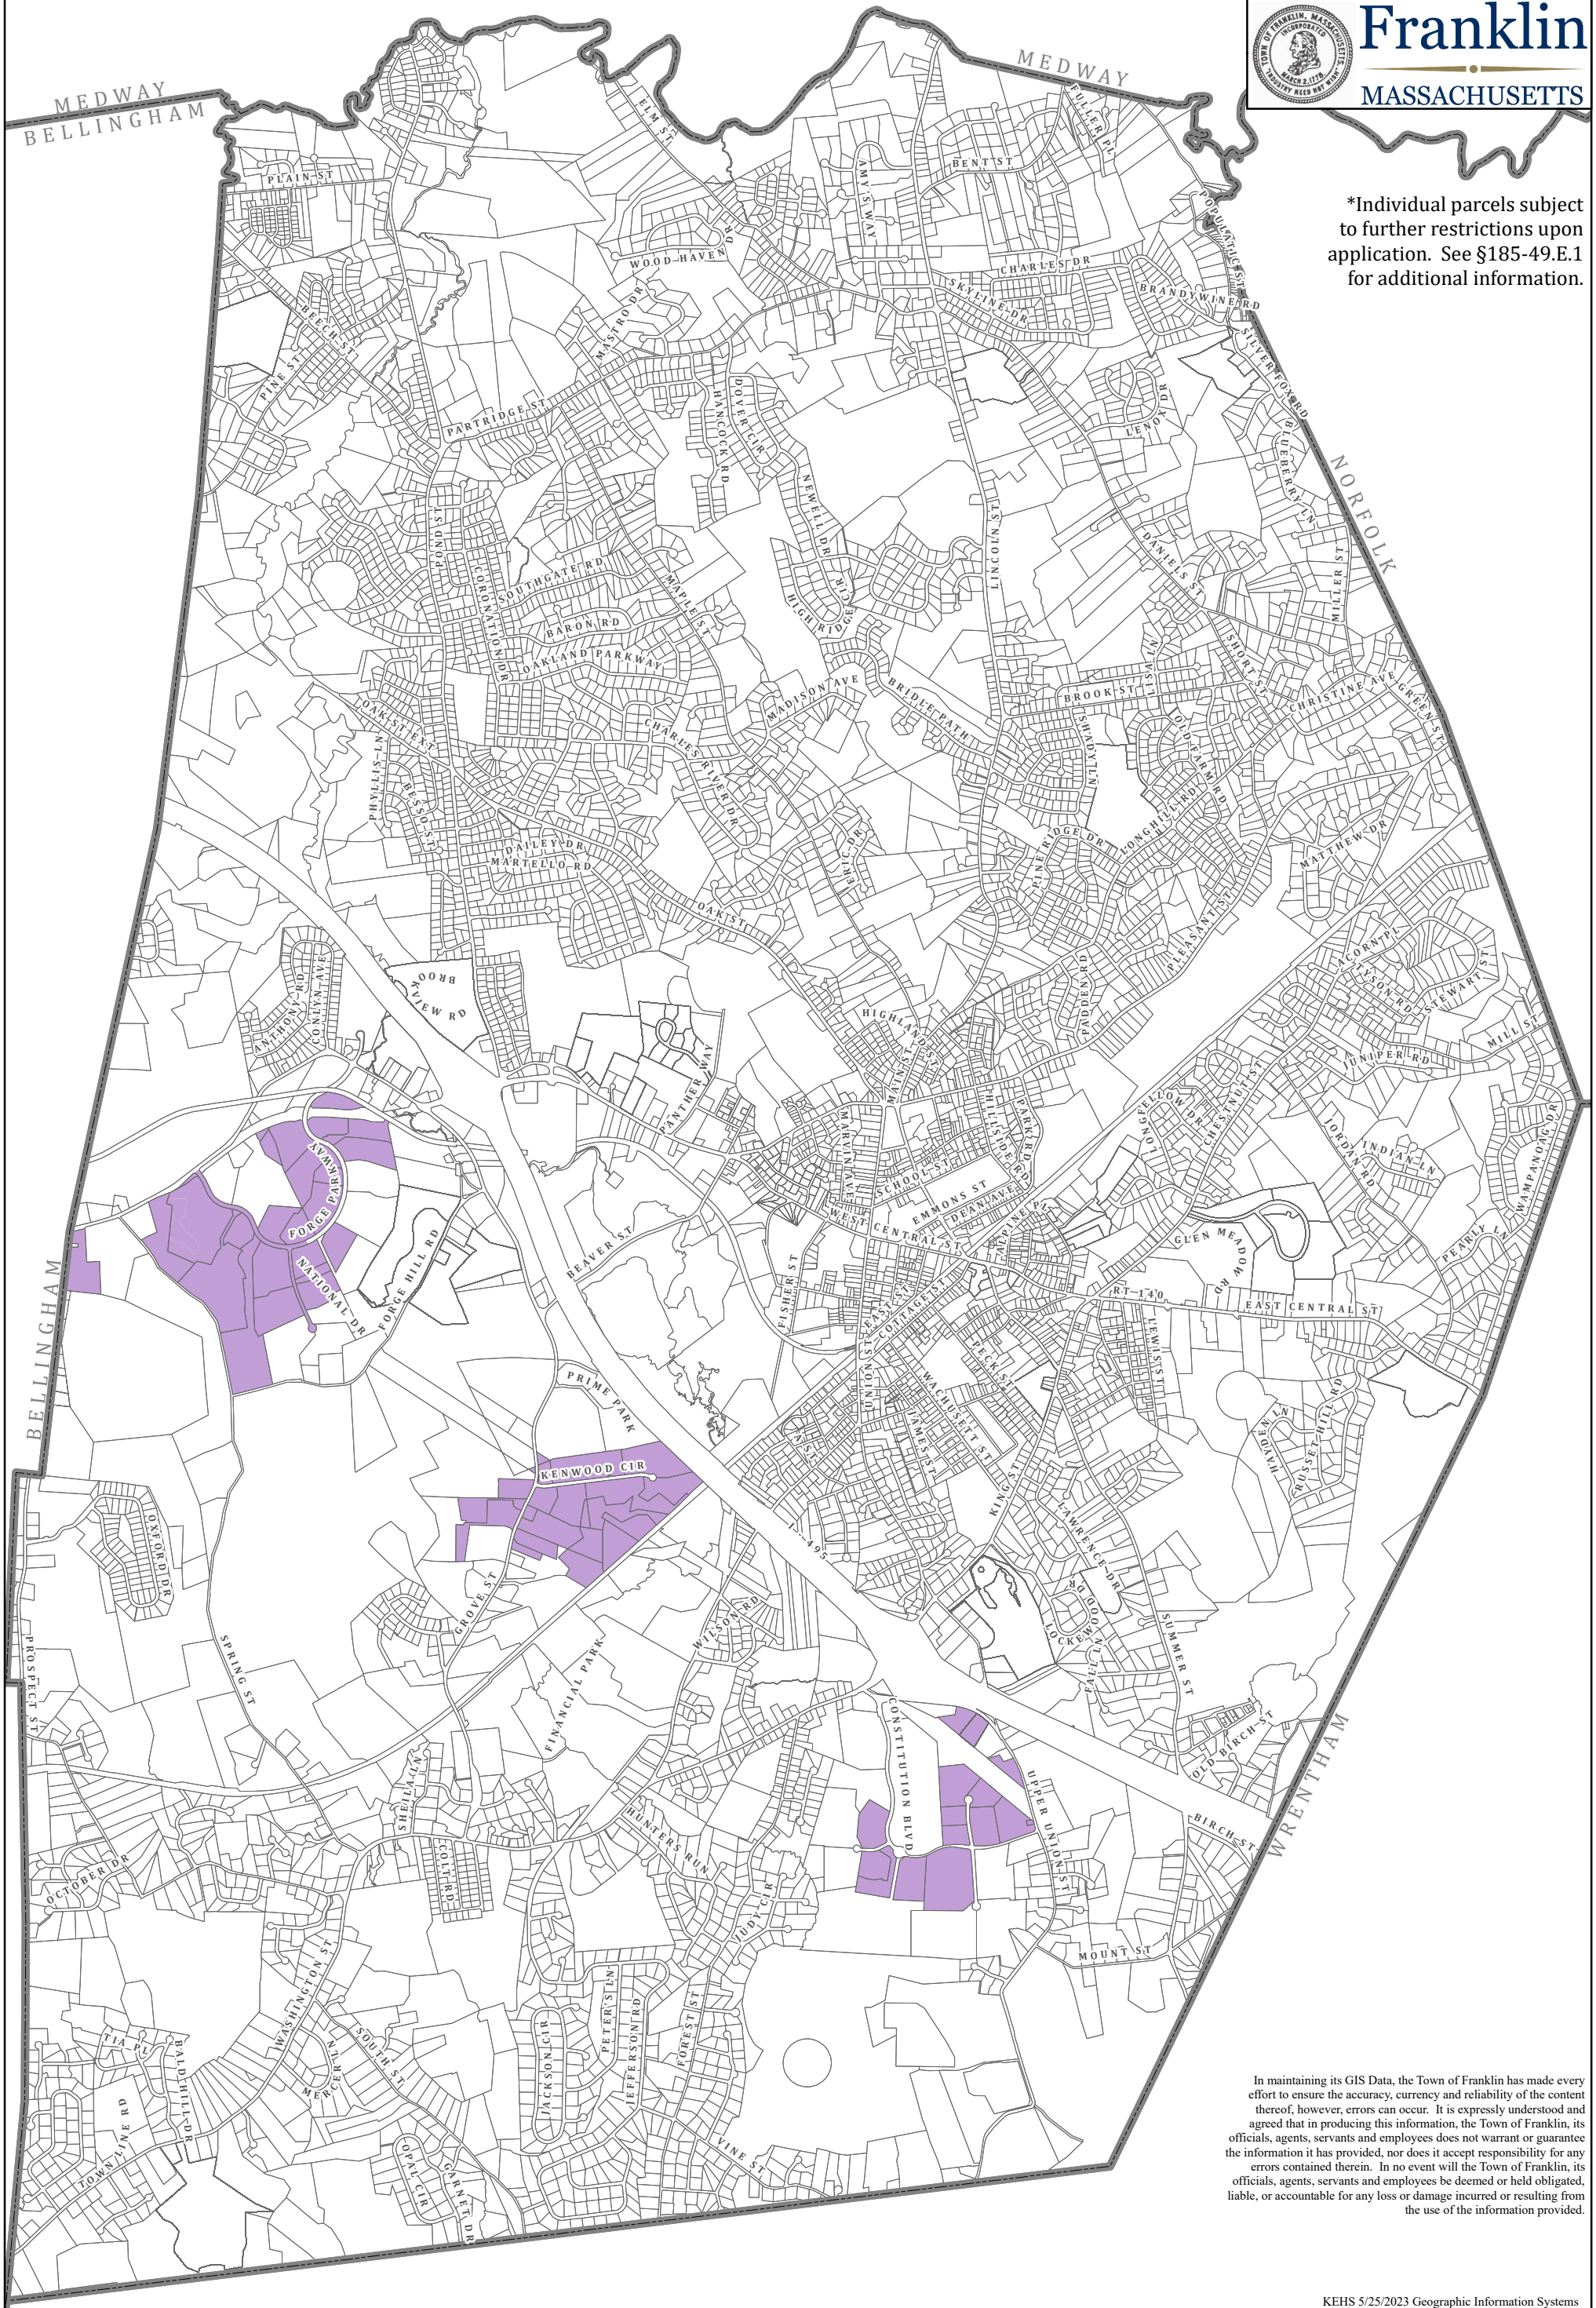 Franklin
MASSACHUSETTS
TOWN OF FRANKLIN, MASSACHUSETTS
INCORPORATED
MARCH 2, 1778
INDUSTRY NEED NOT WISH
*Individual parcels subject
to further restrictions upon
application. See §185-49.E.1
for additional information.
MEDWAY
BELLINGHAM
MEDWAY
ELM ST
FULLER PL
BENT ST
AMY'S WAY
PLAIN ST
POPULATIC ST
WOOD HAVEN DR
CHARLES DR
SKYLINE DR
BRANDYWINE RD
BEECH ST
MASTRO DR
SILVER FOX RD
PINE ST
PARTRIDGE ST
HANCOCK RD
DOVER CIR
LENOX DR
BLUEBERRY LN
NORFOLK
NEWELL DR
POND ST
LINCOLN ST
DANIELS ST
MILLER ST
CORONATION DR
SOUTHGATE RD
MAPLE ST
HIGH RIDGE CIR
BARON RD
OAKLAND PARKWAY
SHORT ST
LISA LN
BROOK ST
MADISON AVE
BRIDLE PATH
CHRISTINE AVE
GREEN ST
OAK ST EXT
CHARLES RIVER DR
SHADY LN
OLD FARM RD
PHYLLIS LN
BESSO ST
LONGHILL RD
DAILEY DR
MARTELLO RD
ERIC DR
PINE RIDGE DR
MATTHEW DR
OAK ST
PLEASANT ST
ACORN PL
TYSON RD
STEWART ST
BROOKVIEW RD
ANTHONY RD
CONLYN AVE
PADDEN RD
HIGHLAND ST
MAIN ST
MILL ST
JUNIPER RD
PANTHER WAY
HILLSIDE RD
PARK RD
LONGFELLOW DR
CHESTNUT ST
MARTIN AVE
JORDAN RD
INDIAN LN
WAMPANOAG DR
SCHOOL ST
EMMONS ST
DEAN AVE
ALPINE PL
WEST CENTRAL ST
FORGE PARKWAY
FORGE HILL RD
NATIONAL DR
BEAVER ST
FISHER ST
GLEN MEADOW RD
PEARLY LN
BELLINGHAM
EAST ST
COTTAGE ST
RT-140
EAST CENTRAL ST
LEWIS ST
PECK ST
UNION ST
PRIME PARK
WACHUSETT ST
JAMES ST
HAYDEN LN
RUSSET HILL RD
KENWOOD CIR
KING ST
I-495
LAWRENCE DR
OXFORD DR
GROVE ST
WILSON RD
LOCKEWOOD DR
FALL LN
SUMMER ST
PROSPECT ST
SPRING ST
FINANCIAL PARK
CONSTITUTION BLVD
OLD BIRCH ST
WRENTHAM
UPPER UNION ST
BIRCH ST
SHEILA LN
HUNTERS RUN
OCTOBER DR
COLT RD
JUDY CIR
MOUNT ST
WASHINGTON ST
PETER'S LN
JEFFERSON RD
FOREST ST
JACKSON CIR
SOUTH ST
TIA PL
BALD HILL DR
MERCER LN
TOWN LINE RD
OPAL CIR
GARNET DR
VINE ST
In maintaining its GIS Data, the Town of Franklin has made every
effort to ensure the accuracy, currency and reliability of the content
thereof, however, errors can occur. It is expressly understood and
agreed that in producing this information, the Town of Franklin, its
officials, agents, servants and employees does not warrant or guarantee
the information it has provided, nor does it accept responsibility for any
errors contained therein. In no event will the Town of Franklin, its
officials, agents, servants and employees be deemed or held obligated,
liable, or accountable for any loss or damage incurred or resulting from
the use of the information provided.
KEHS 5/25/2023 Geographic Information Systems